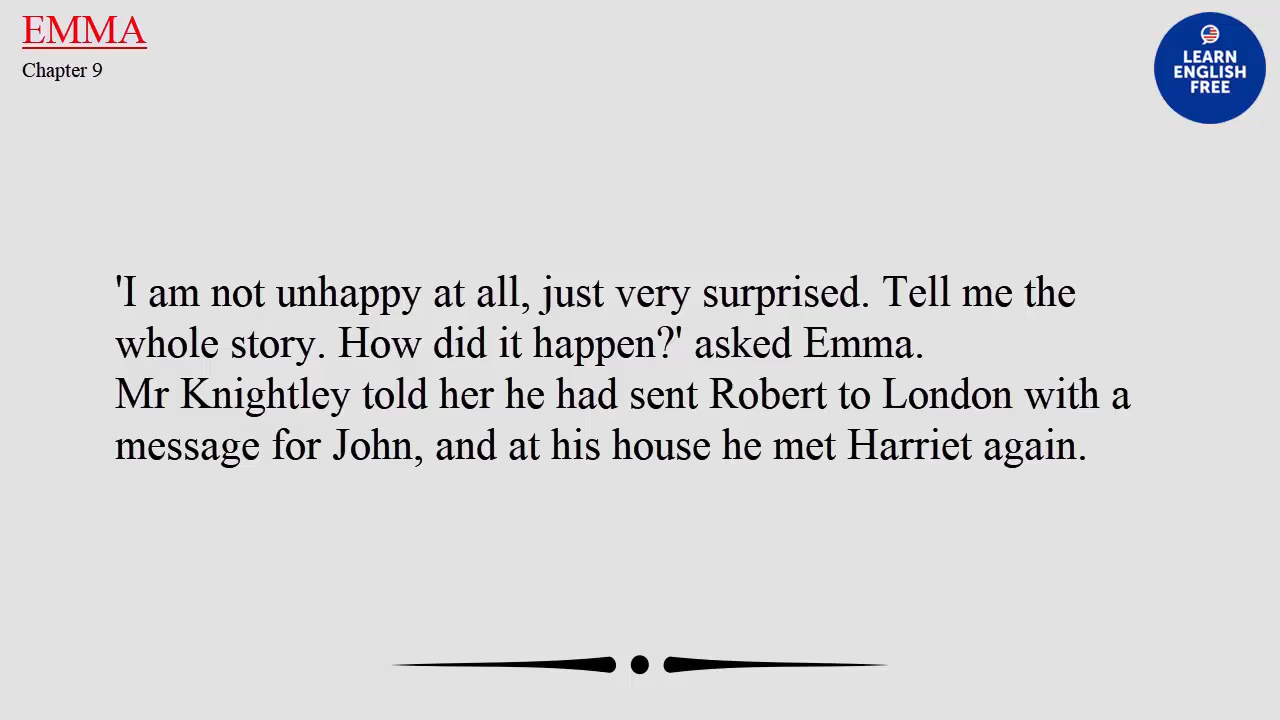 EMMA
Chapter 9
LEARN
ENGLISH
FREE
'I am not unhappy at all, just very surprised. Tell me the
whole story. How did it happen?' asked Emma.
Mr Knightley told her he had sent Robert to London with a
message for John, and at his house he met Harriet again.